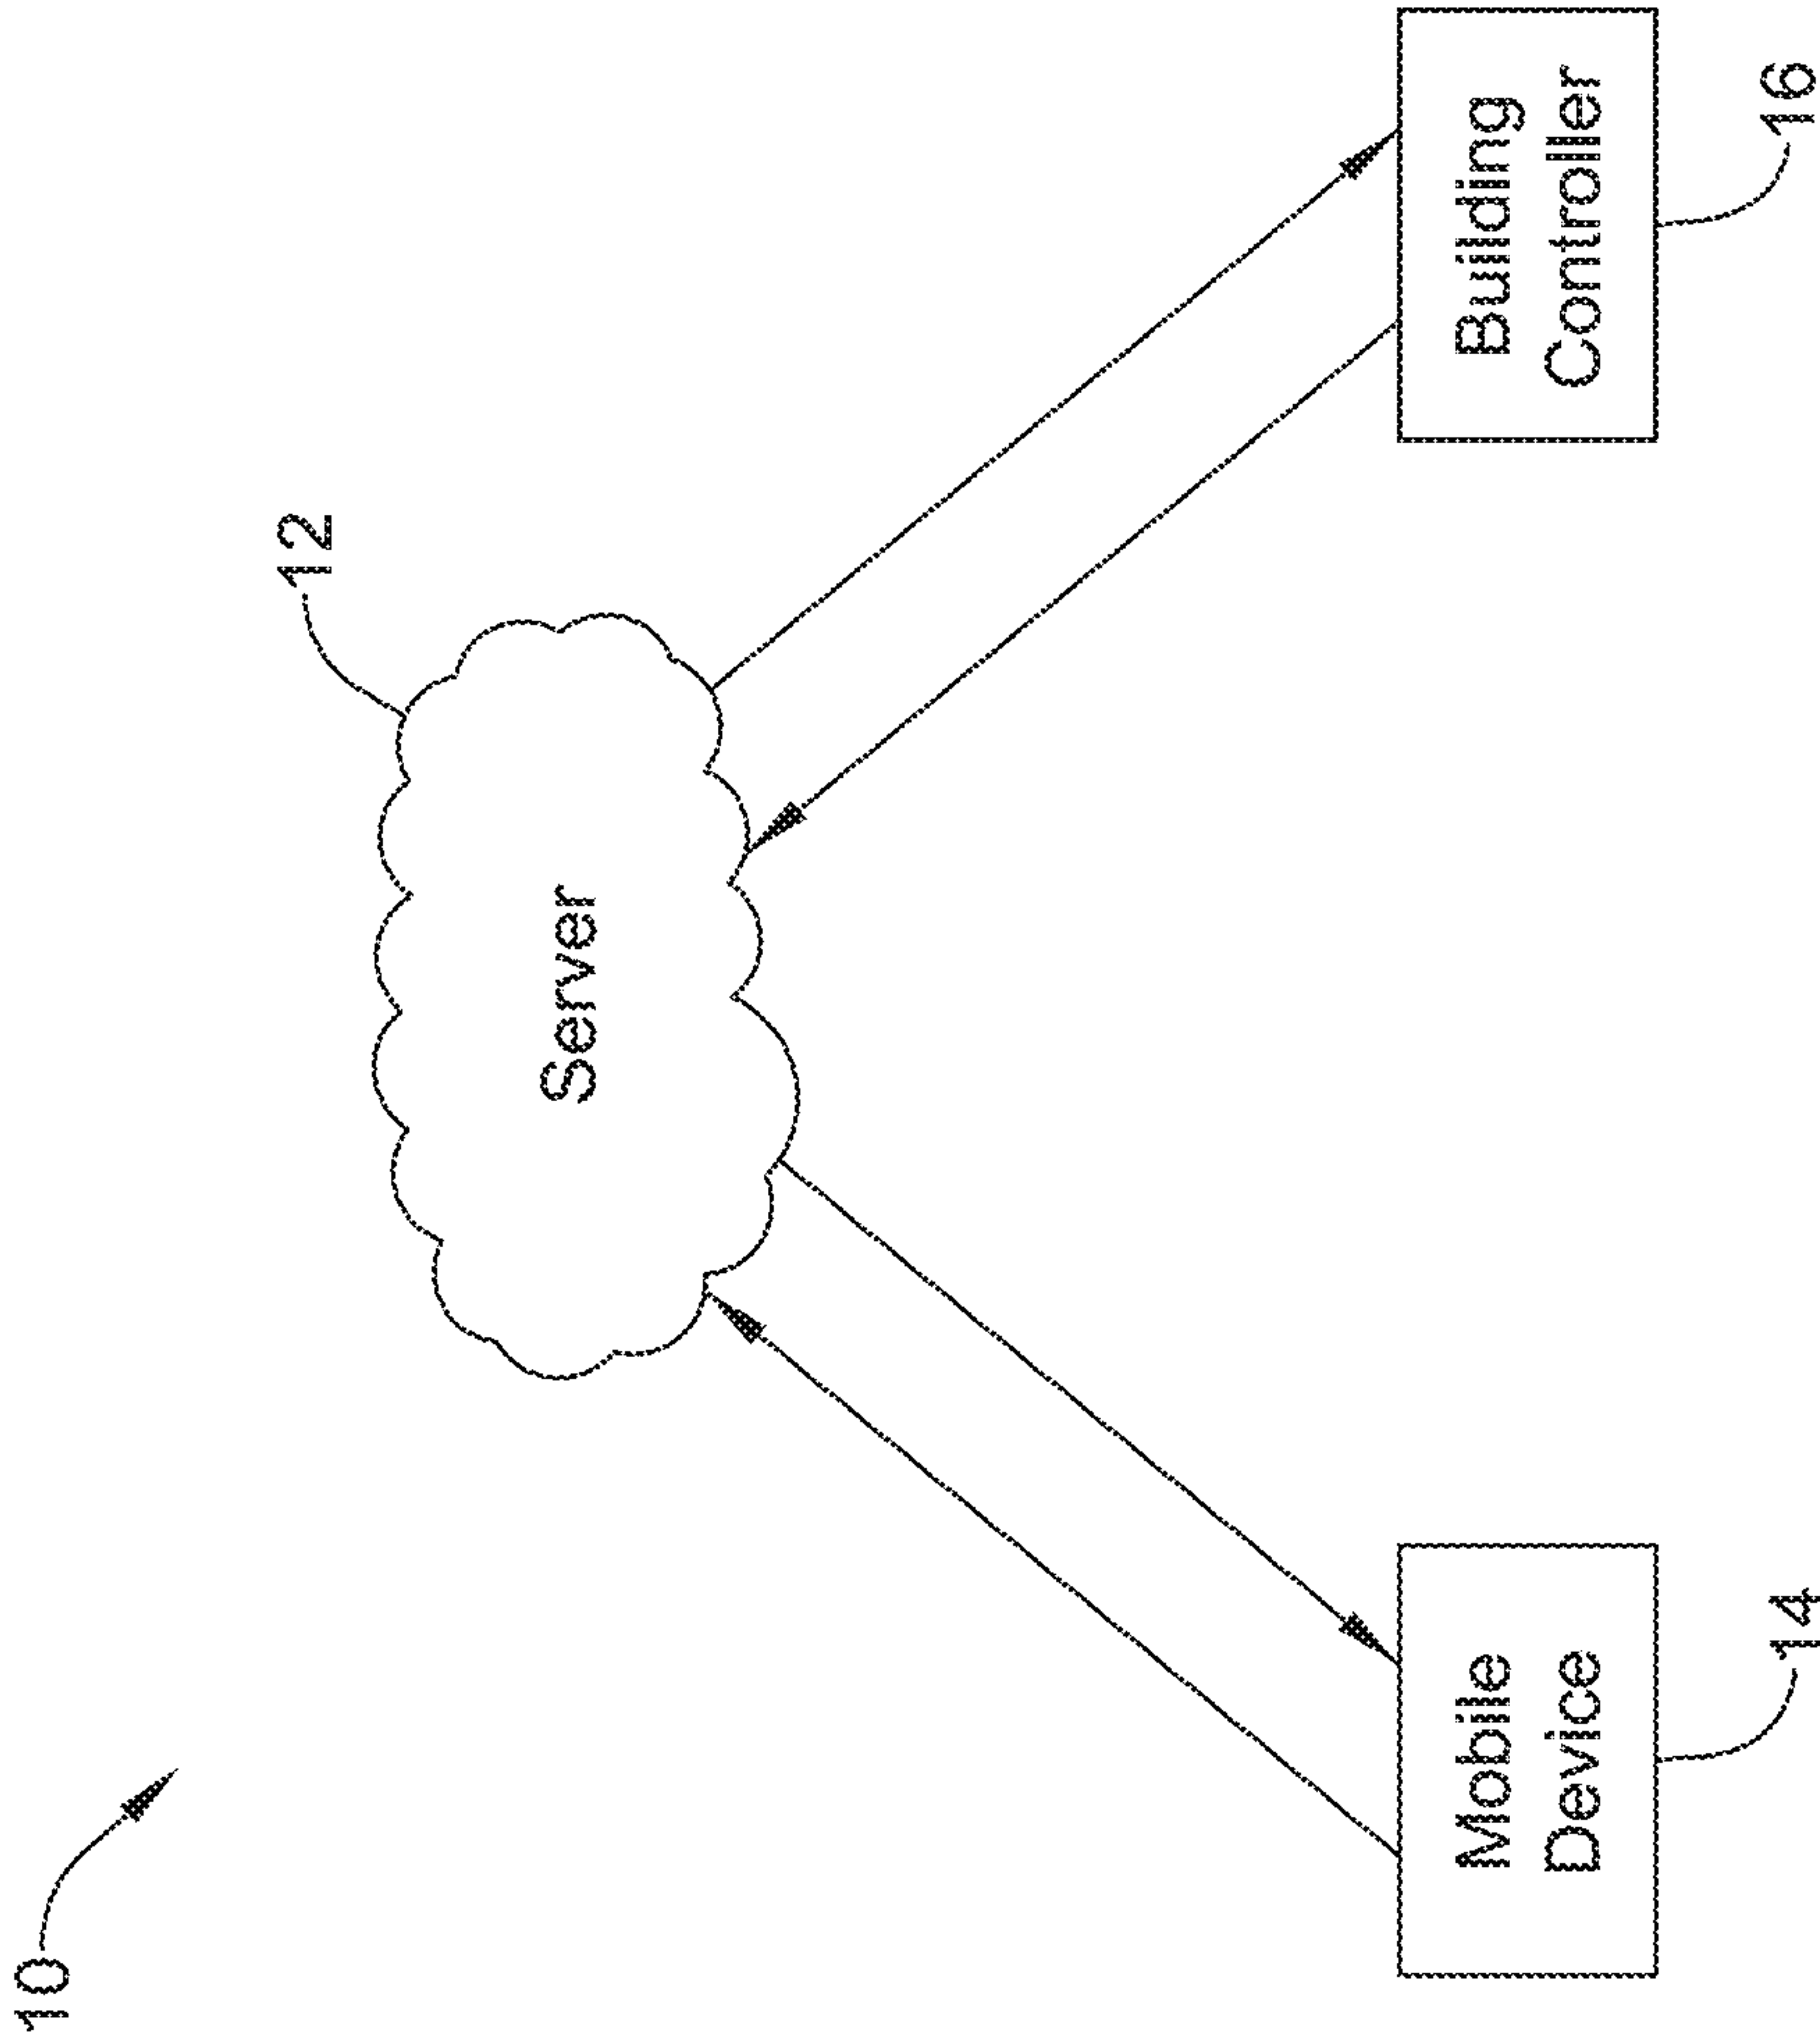 10
12
Server
Mobile
Device
14
Building
Controller
16